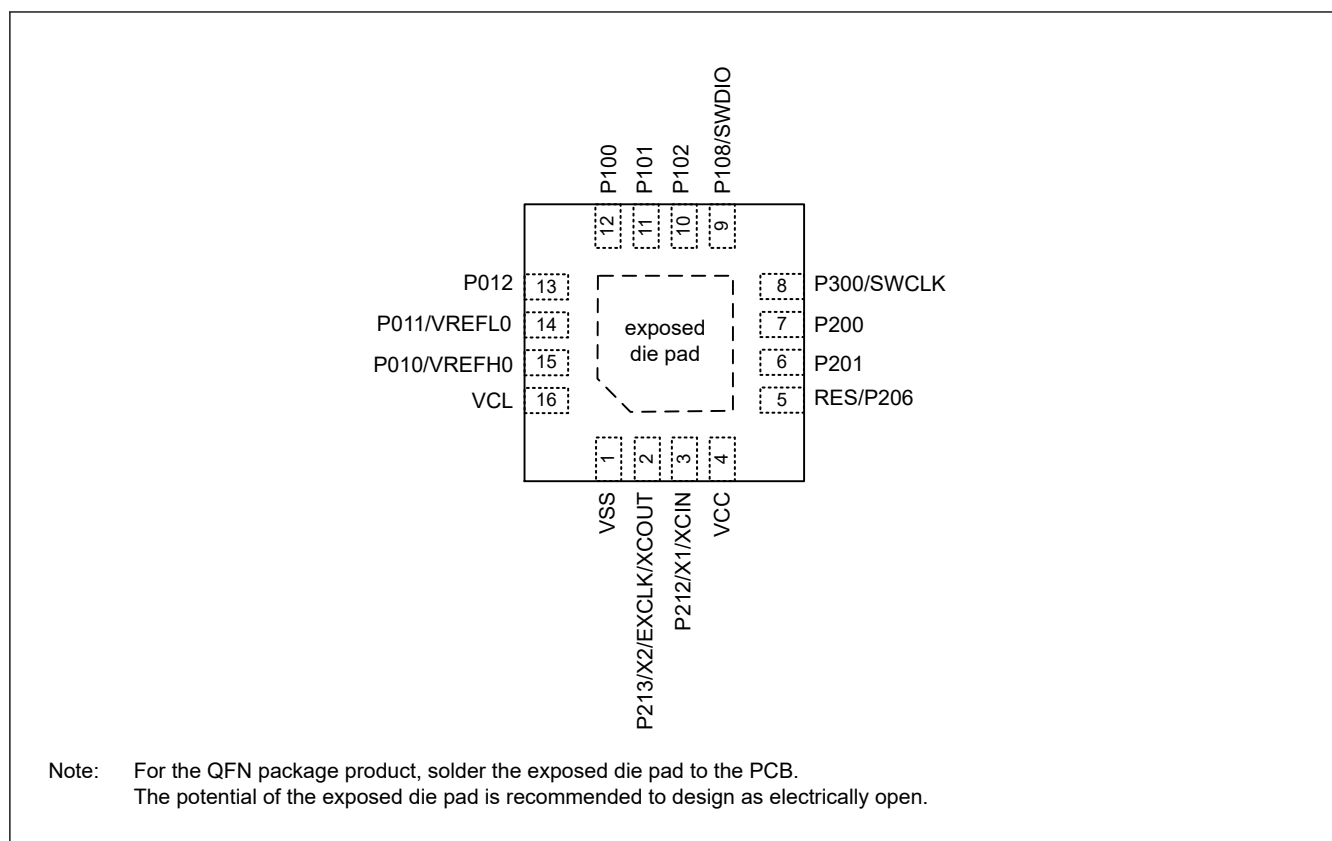 P100
P101
P102
P108/SWDIO
12
11
10
9
P012 13
8 P300/SWCLK
P011/VREFL0 14
7 P200
exposed
die pad
P010/VREFH0 15
6 P201
VCL 16
5 RES/P206
1
2
3
4
VSS
P213/X2/EXCLK/XCOUT
P212/X1/XCIN
VCC
Note: For the QFN package product, solder the exposed die pad to the PCB.
The potential of the exposed die pad is recommended to design as electrically open.